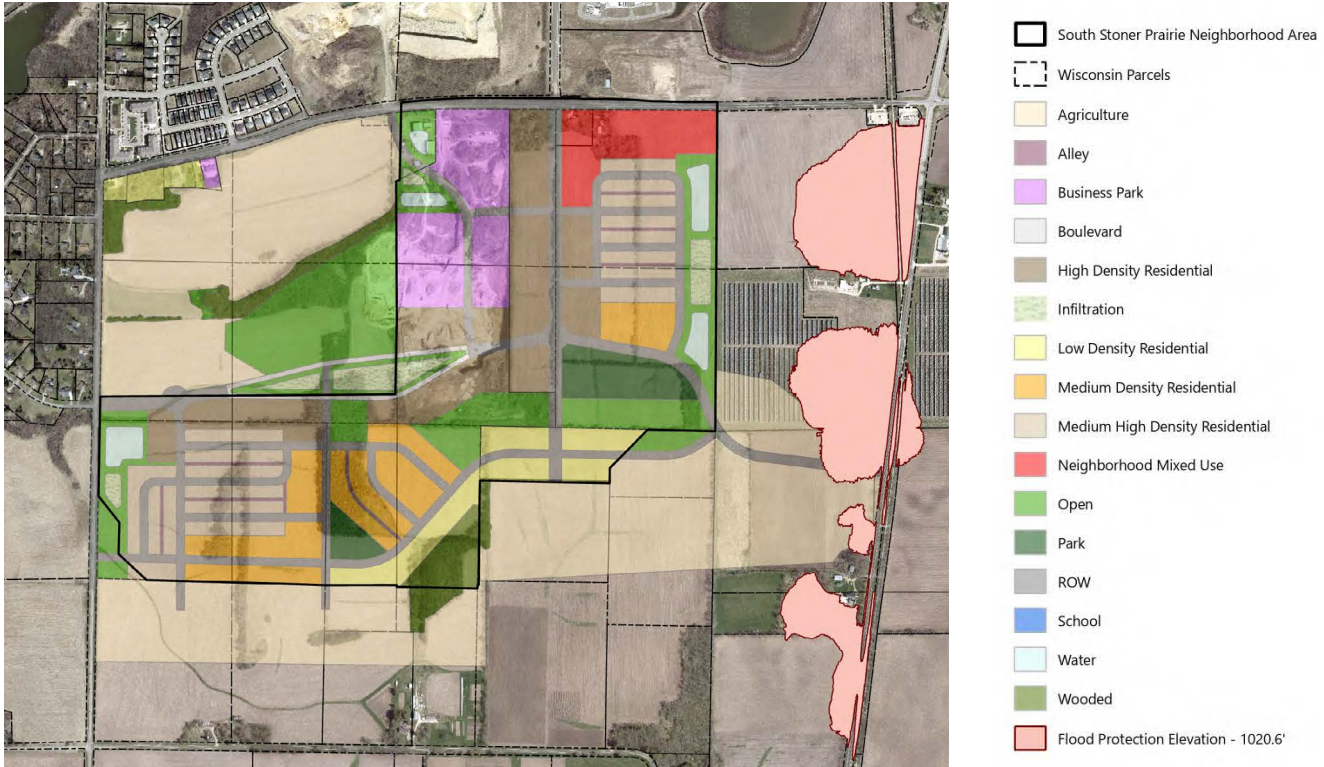 South Stoner Prairie Neighborhood Area
Wisconsin Parcels
Agriculture
Alley
Business Park
Boulevard
High Density Residential
Infiltration
Low Density Residential
Medium Density Residential
Medium High Density Residential
Neighborhood Mixed Use
Open
Park
ROW
School
Water
Wooded
Flood Protection Elevation - 1020.6'